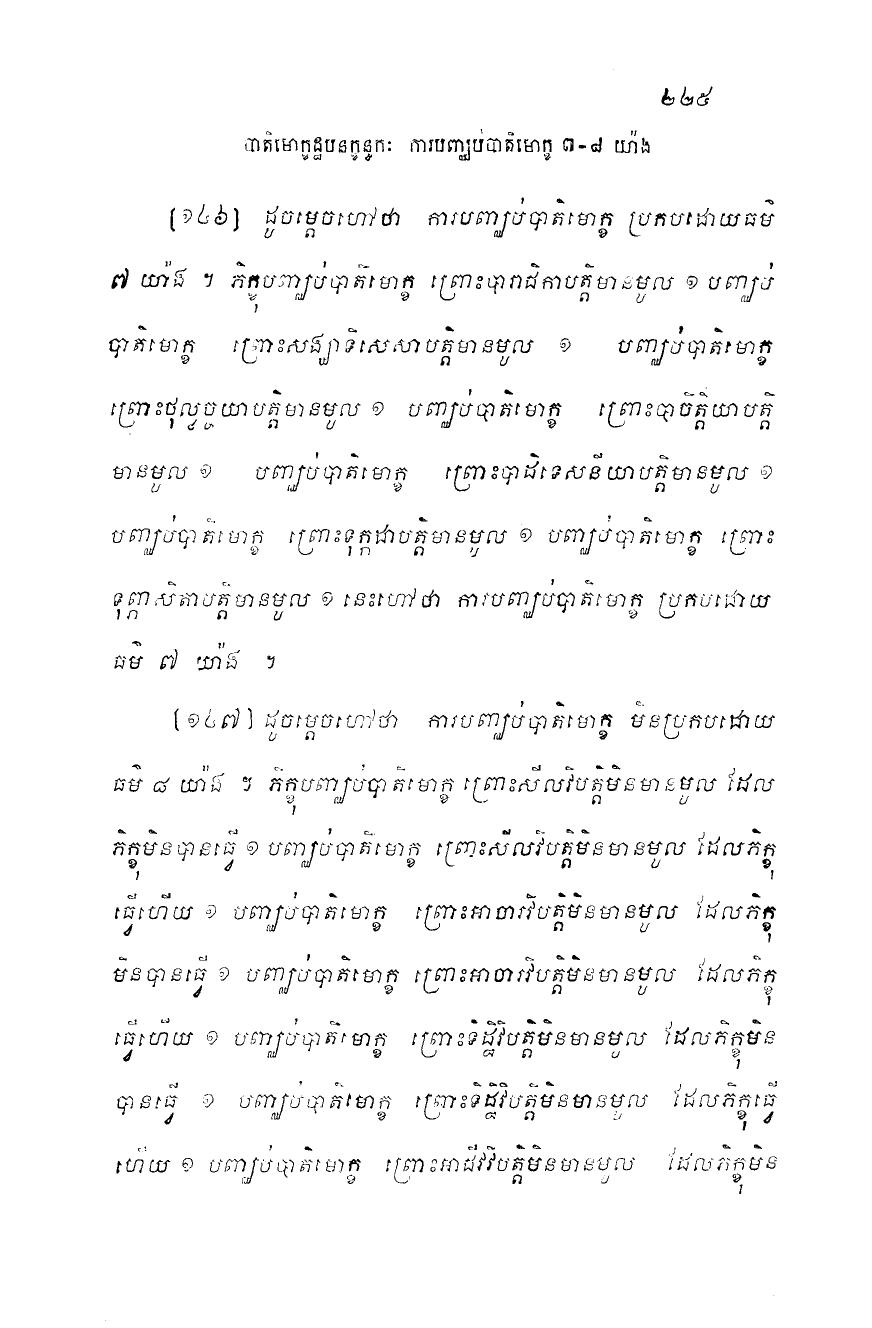 ២២៥
បាតិមោក្ខដ្ឋបនក្ខន្ធកៈ ការបញ្ឈប់បាតិមោក្ខ ៣-៨ យ៉ាង
[១៤៦] ដូចម្តេចហៅថា ការបញ្ឈប់បាតិមោក្ខ ប្រកបដោយធម៌
៧ យ៉ាង ។ ភិក្ខុបញ្ឈប់បាតិមោក្ខ ព្រោះបារាជិកាបត្តិមានមូល ១ បញ្ឈប់
បាតិមោក្ខ ព្រោះសង្ឃាទិសេសាបត្តិមានមូល ១ បញ្ឈប់បាតិមោក្ខ
ព្រោះថុល្លច្ចយាបត្តិមានមូល ១ បញ្ឈប់បាតិមោក្ខ ព្រោះបាចិត្តិយាបត្តិ
មានមូល ១ បញ្ឈប់បាតិមោក្ខ ព្រោះបាដិទេសនីយាបត្តិមានមូល ១
បញ្ឈប់បាតិមោក្ខ ព្រោះទុក្កដាបត្តិមានមូល ១ បញ្ឈប់បាតិមោក្ខ ព្រោះ
ទុព្ភាសិតាបត្តិមានមូល ១ នេះហៅថា ការបញ្ឈប់បាតិមោក្ខ ប្រកបដោយ
ធម៌ ៧ យ៉ាង ។
[១៤៧] ដូចម្តេចហៅថា ការបញ្ឈប់បាតិមោក្ខ មិនប្រកបដោយ
ធម៌ ៨ យ៉ាង ។ ភិក្ខុបញ្ឈប់បាតិមោក្ខ ព្រោះសីលវិបត្តិមិនមានមូល ដែល
ភិក្ខុមិនបានធ្វើ ១ បញ្ឈប់បាតិមោក្ខ ព្រោះសីលវិបត្តិមិនមានមូល ដែលភិក្ខុ
ធ្វើហើយ ១ បញ្ឈប់បាតិមោក្ខ ព្រោះអាចារវិបត្តិមិនមានមូល ដែលភិក្ខុ
មិនបានធ្វើ ១ បញ្ឈប់បាតិមោក្ខ ព្រោះអាចារវិបត្តិមិនមានមូល ដែលភិក្ខុ
ធ្វើហើយ ១ បញ្ឈប់បាតិមោក្ខ ព្រោះទិដ្ឋិវិបត្តិមិនមានមូល ដែលភិក្ខុមិន
បានធ្វើ ១ បញ្ឈប់បាតិមោក្ខ ព្រោះទិដ្ឋិវិបត្តិមិនមានមូល ដែលភិក្ខុធ្វើ
ហើយ ១ បញ្ឈប់បាតិមោក្ខ ព្រោះអាជីវវិបត្តិមិនមានមូល ដែលភិក្ខុមិន